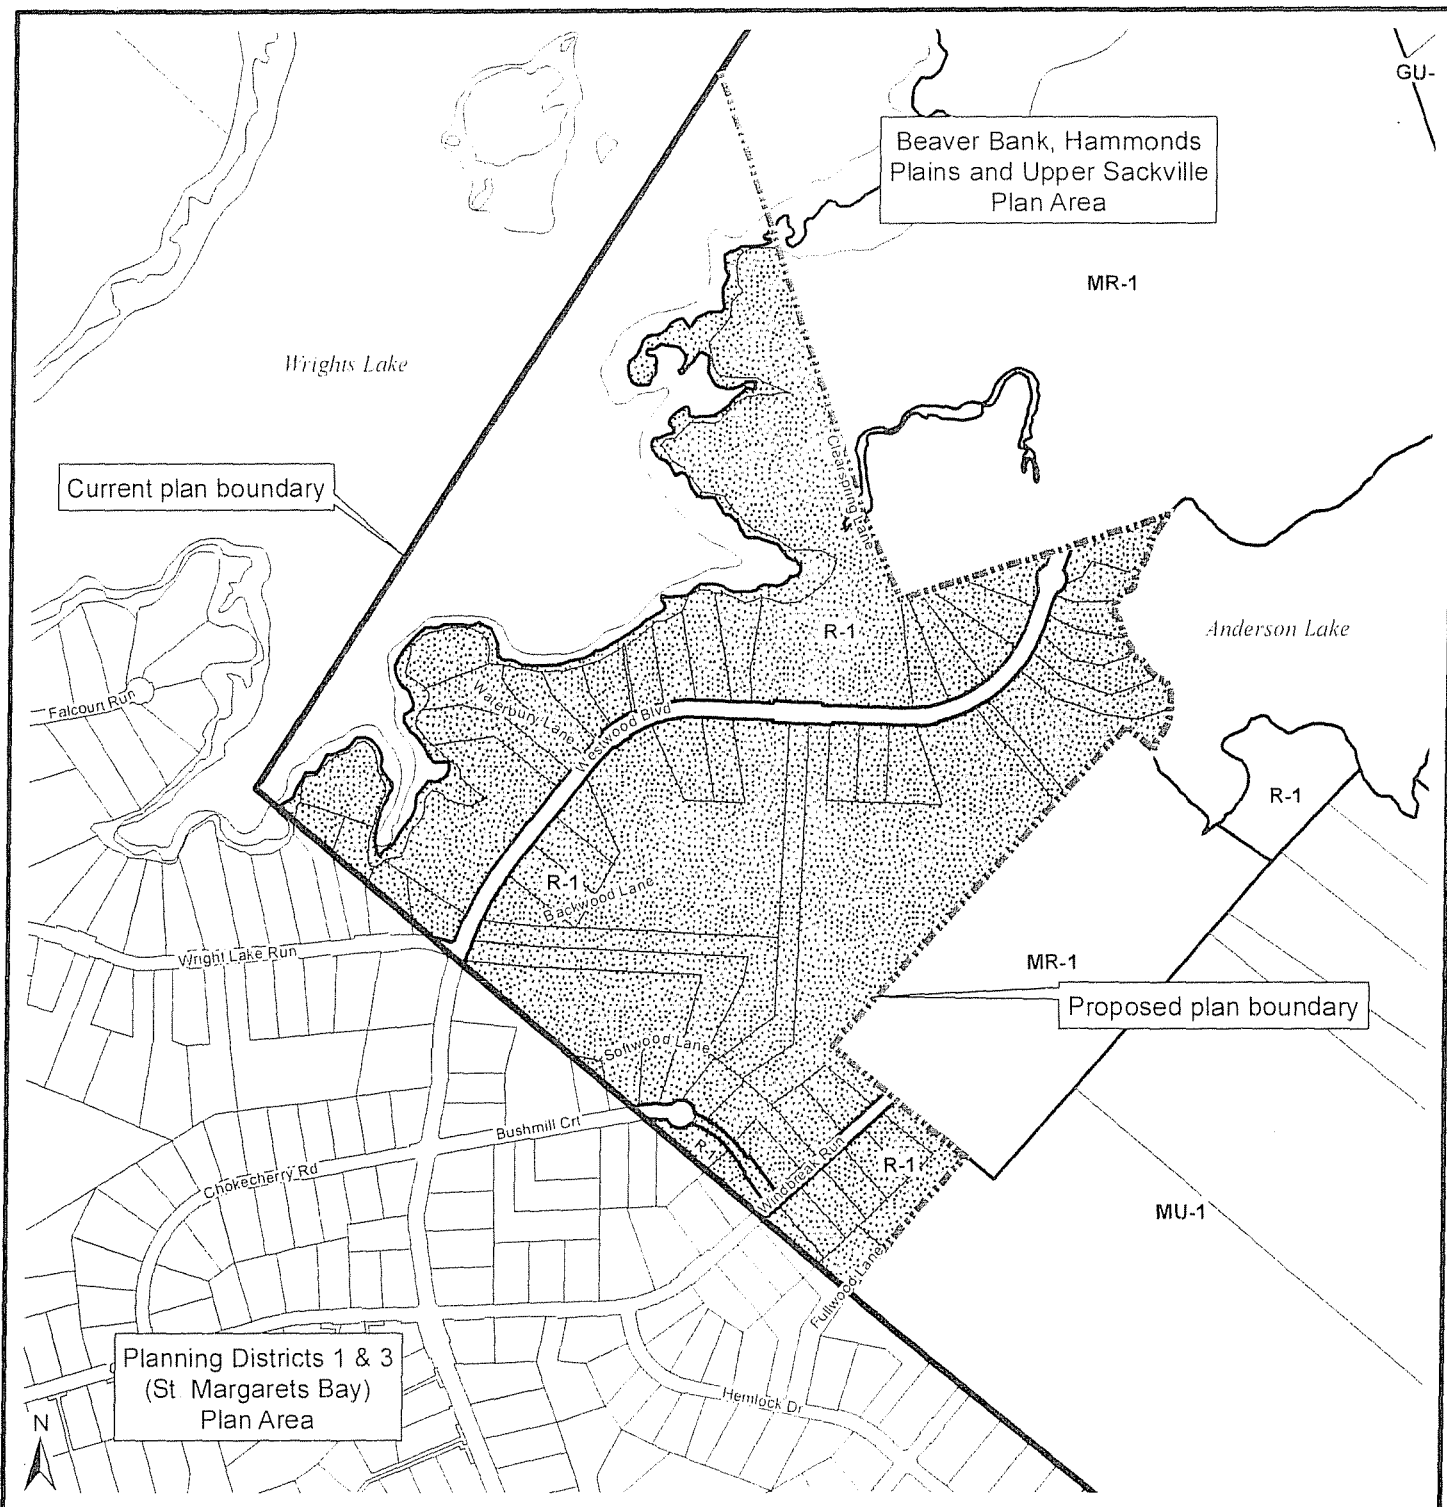 GU-
Beaver Bank, Hammonds
Plains and Upper Sackville
Plan Area
MR-1
Wrights Lake
Clearspring Lane
Current plan boundary
R-1
Anderson Lake
Falcourt Run
Waterbury Lane
Westwood Blvd
R-1
R-1
Backwood Lane
Wright Lake Run
MR-1
Proposed plan boundary
Softwood Lane
Bushmill Crt
R-1
Windbreak Run
R-1
Chokecherry Rd
MU-1
Fullwood Lane
Planning Districts 1 & 3
(St. Margarets Bay)
Plan Area
Hemlock Dr
N